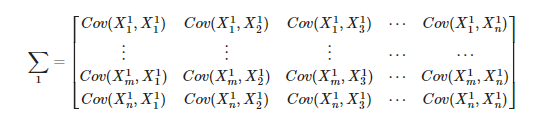 Cov(X₁¹, X₁¹) Cov(X₁¹, X₂¹) Cov(X₁¹, X₃¹) ⋯ Cov(X₁¹, Xₙ¹)
⋮ ⋮ ⋮ ⋯ ⋯
∑₁ = Cov(Xₘ¹, X₁¹) Cov(Xₘ¹, X₂¹) Cov(Xₘ¹, X₃¹) ⋯ Cov(Xₘ¹, Xₙ¹)
Cov(Xₙ¹, X₁¹) Cov(Xₙ¹, X₂¹) Cov(Xₙ¹, X₃¹) ⋯ Cov(Xₙ¹, Xₙ¹)